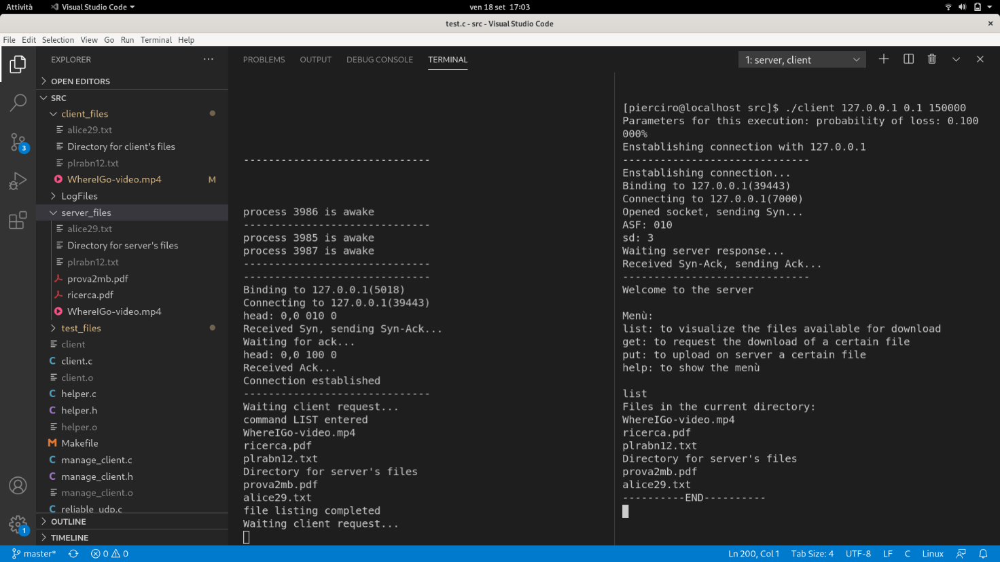 Attività
Visual Studio Code
ven 18 set 17:03
test.c - src - Visual Studio Code
File Edit Selection View Go Run Terminal Help
EXPLORER
OPEN EDITORS
SRC
client_files
alice29.txt
Directory for client's files
plrabn12.txt
WhereIGo-video.mp4 M
LogFiles
server_files
alice29.txt
Directory for server's files
plrabn12.txt
prova2mb.pdf
ricerca.pdf
WhereIGo-video.mp4
test_files
client
C client.c
client.o
C helper.c
C helper.h
helper.o
M Makefile
C manage_client.c
C manage_client.h
manage_client.o
C reliable_udp.c
OUTLINE
TIMELINE
3
1
PROBLEMS OUTPUT DEBUG CONSOLE TERMINAL
1: server, client
------------------------------
process 3986 is awake
------------------------------
process 3985 is awake
process 3987 is awake
------------------------------
------------------------------
Binding to 127.0.0.1(5018)
Connecting to 127.0.0.1(39443)
head: 0,0 010 0
Received Syn, sending Syn-Ack...
Waiting for ack...
head: 0,0 100 0
Received Ack...
Connection established
------------------------------
Waiting client request...
command LIST entered
WhereIGo-video.mp4
ricerca.pdf
plrabn12.txt
Directory for server's files
prova2mb.pdf
alice29.txt
file listing completed
Waiting client request...
[pierciro@localhost src]$ ./client 127.0.0.1 0.1 150000
Parameters for this execution: probability of loss: 0.100
000%
Enstablishing connection with 127.0.0.1
------------------------------
Enstablishing connection...
Binding to 127.0.0.1(39443)
Connecting to 127.0.0.1(7000)
Opened socket, sending Syn...
ASF: 010
sd: 3
Waiting server response...
Received Syn-Ack, sending Ack...
------------------------------
Welcome to the server
Menù:
list: to visualize the files available for download
get: to request the download of a certain file
put: to upload on server a certain file
help: to show the menù
list
Files in the current directory:
WhereIGo-video.mp4
ricerca.pdf
plrabn12.txt
Directory for server's files
prova2mb.pdf
alice29.txt
----------END----------
master* 0 0
Ln 200, Col 1 Tab Size: 4 UTF-8 LF C Linux